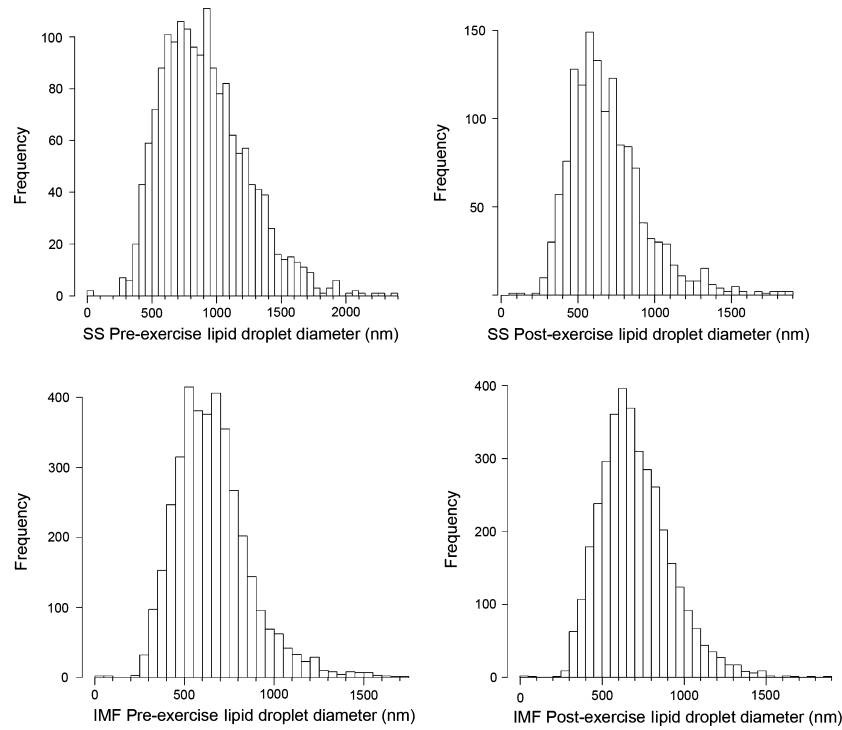 Frequency
100
80
60
40
20
0
0 500 1000 1500 2000
SS Pre-exercise lipid droplet diameter (nm)
Frequency
150
100
50
0 500 1000 1500
SS Post-exercise lipid droplet diameter (nm)
Frequency
400
300
200
100
0
0 500 1000 1500
IMF Pre-exercise lipid droplet diameter (nm)
Frequency
400
300
200
100
0
0 500 1000 1500
IMF Post-exercise lipid droplet diameter (nm)